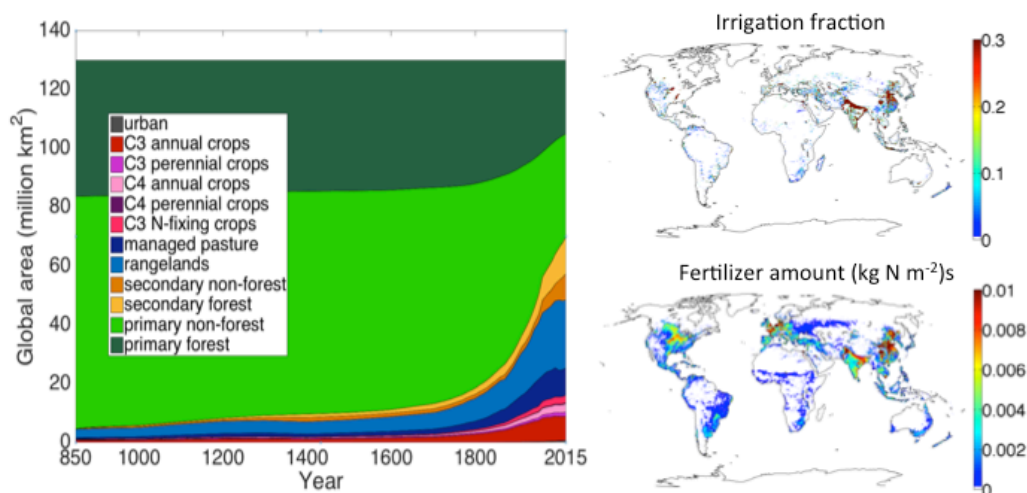 140
120
100
80
60
40
20
0
Global area (million km²)
urban
C3 annual crops
C3 perennial crops
C4 annual crops
C4 perennial crops
C3 N-fixing crops
managed pasture
rangelands
secondary non-forest
secondary forest
primary non-forest
primary forest
850 1000 1200 1400 1600 1800 2015
Year
Irrigation fraction
0.3
0.2
0.1
0
Fertilizer amount (kg N m⁻²)s
0.01
0.008
0.006
0.004
0.002
0